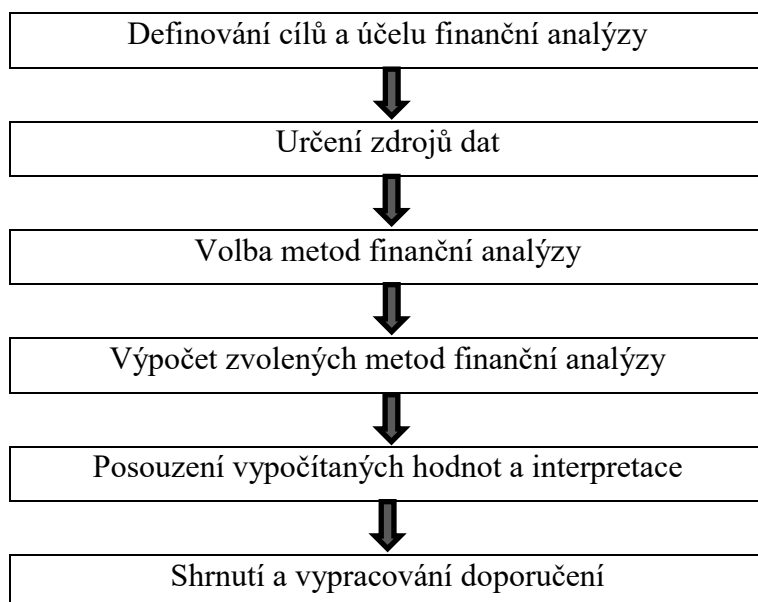 Definování cílů a účelu finanční analýzy
Určení zdrojů dat
Volba metod finanční analýzy
Výpočet zvolených metod finanční analýzy
Posouzení vypočítaných hodnot a interpretace
Shrnutí a vypracování doporučení